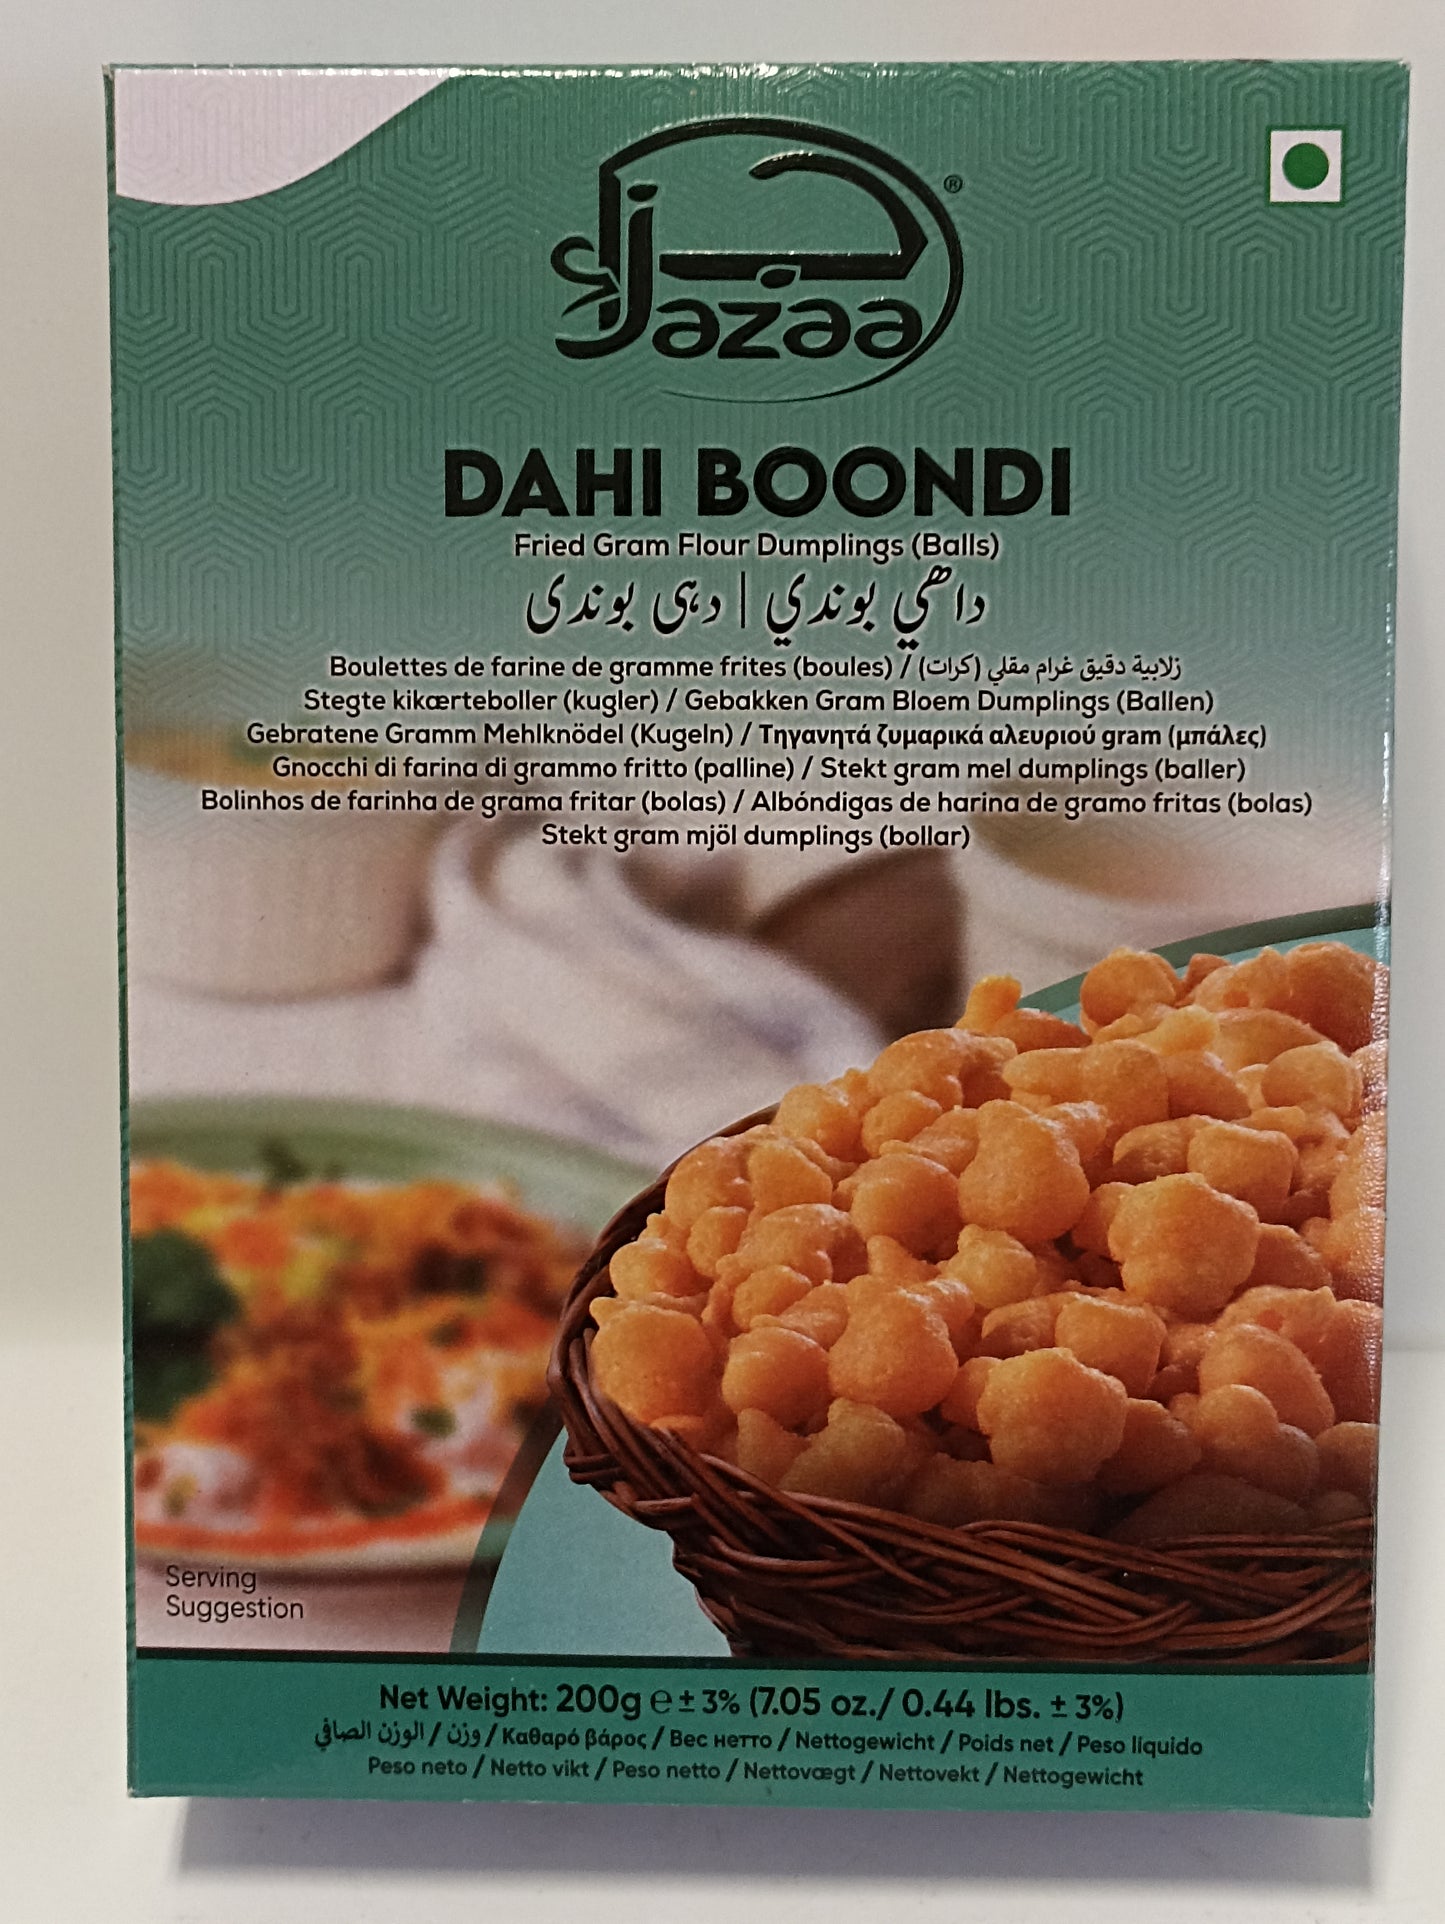 جزاء
Jazaa®
DAHI BOONDI
Fried Gram Flour Dumplings (Balls)
داهي بوندي | دہی بوندی
Boulettes de farine de gramme frites (boules) / زلابية دقيق غرام مقلي (كرات)
Stegte kikærteboller (kugler) / Gebakken Gram Bloem Dumplings (Ballen)
Gebratene Gramm Mehlknödel (Kugeln) / Τηγανητά ζυμαρικά αλευριού gram (μπάλες)
Gnocchi di farina di grammo fritto (palline) / Stekt gram mel dumplings (baller)
Bolinhos de farinha de grama fritar (bolas) / Albóndigas de harina de gramo fritas (bolas)
Stekt gram mjöl dumplings (bollar)
Serving
Suggestion
Net Weight: 200g ℮ ± 3% (7.05 oz./ 0.44 lbs. ± 3%)
الوزن الصافي / وزن / Καθαρό βάρος / Вес нетто / Nettogewicht / Poids net / Peso líquido
Peso neto / Netto vikt / Peso netto / Nettovægt / Nettovekt / Nettogewicht